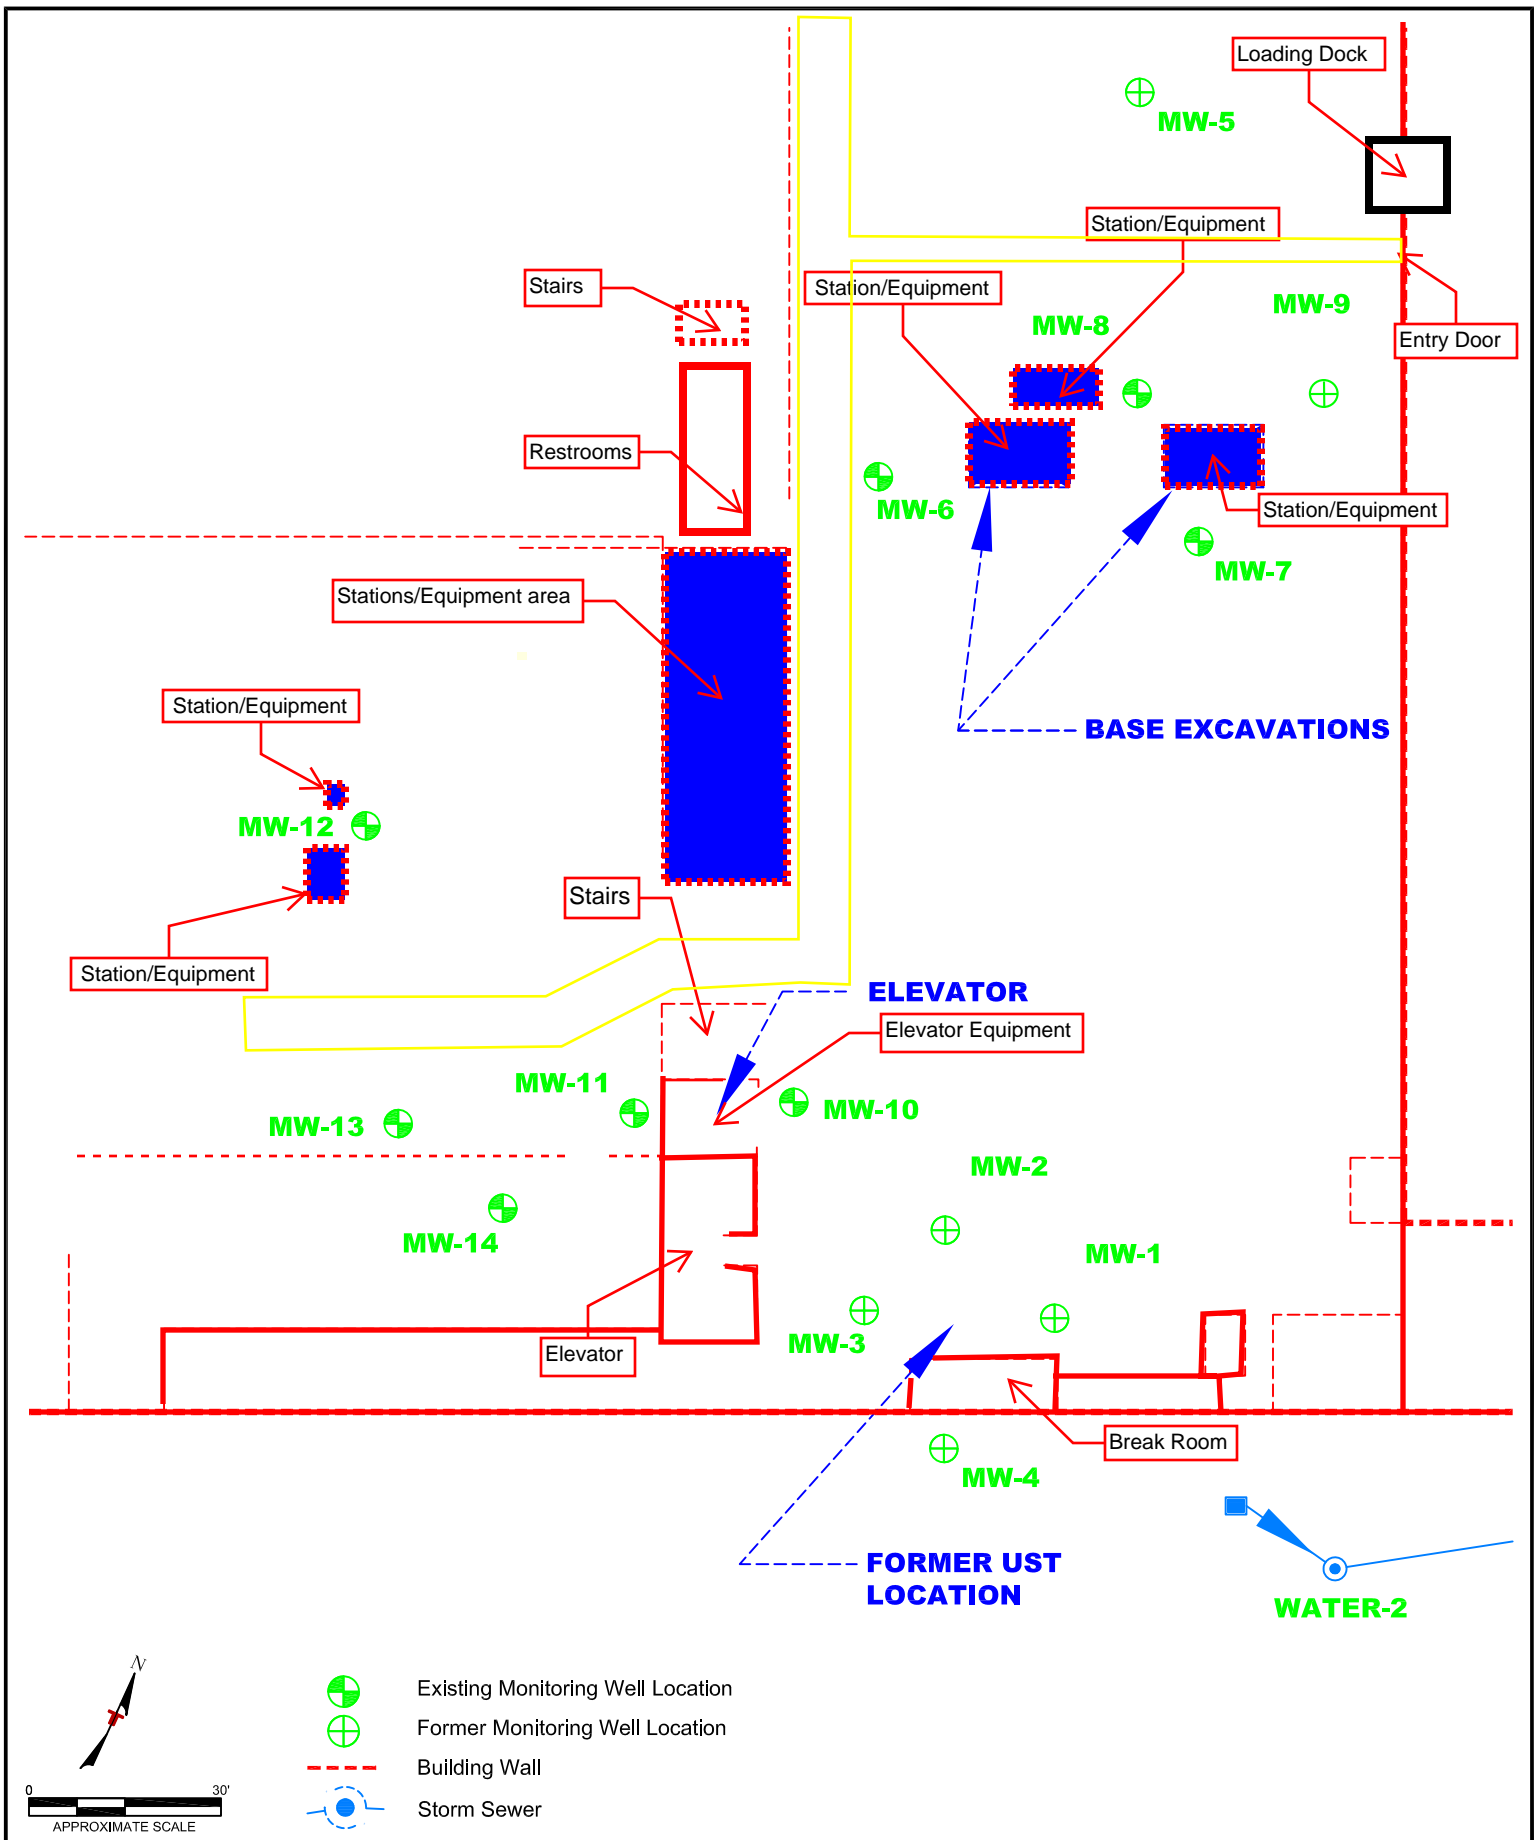 Loading Dock
MW-5
Station/Equipment
Stairs
Station/Equipment
MW-9
MW-8
Entry Door
Restrooms
MW-6
Station/Equipment
MW-7
Stations/Equipment area
Station/Equipment
BASE EXCAVATIONS
MW-12
Stairs
Station/Equipment
ELEVATOR
Elevator Equipment
MW-11
MW-10
MW-13
MW-2
MW-14
MW-1
MW-3
Elevator
Break Room
MW-4
FORMER UST
LOCATION
WATER-2
N
Existing Monitoring Well Location
Former Monitoring Well Location
Building Wall
0 30'
Storm Sewer
APPROXIMATE SCALE